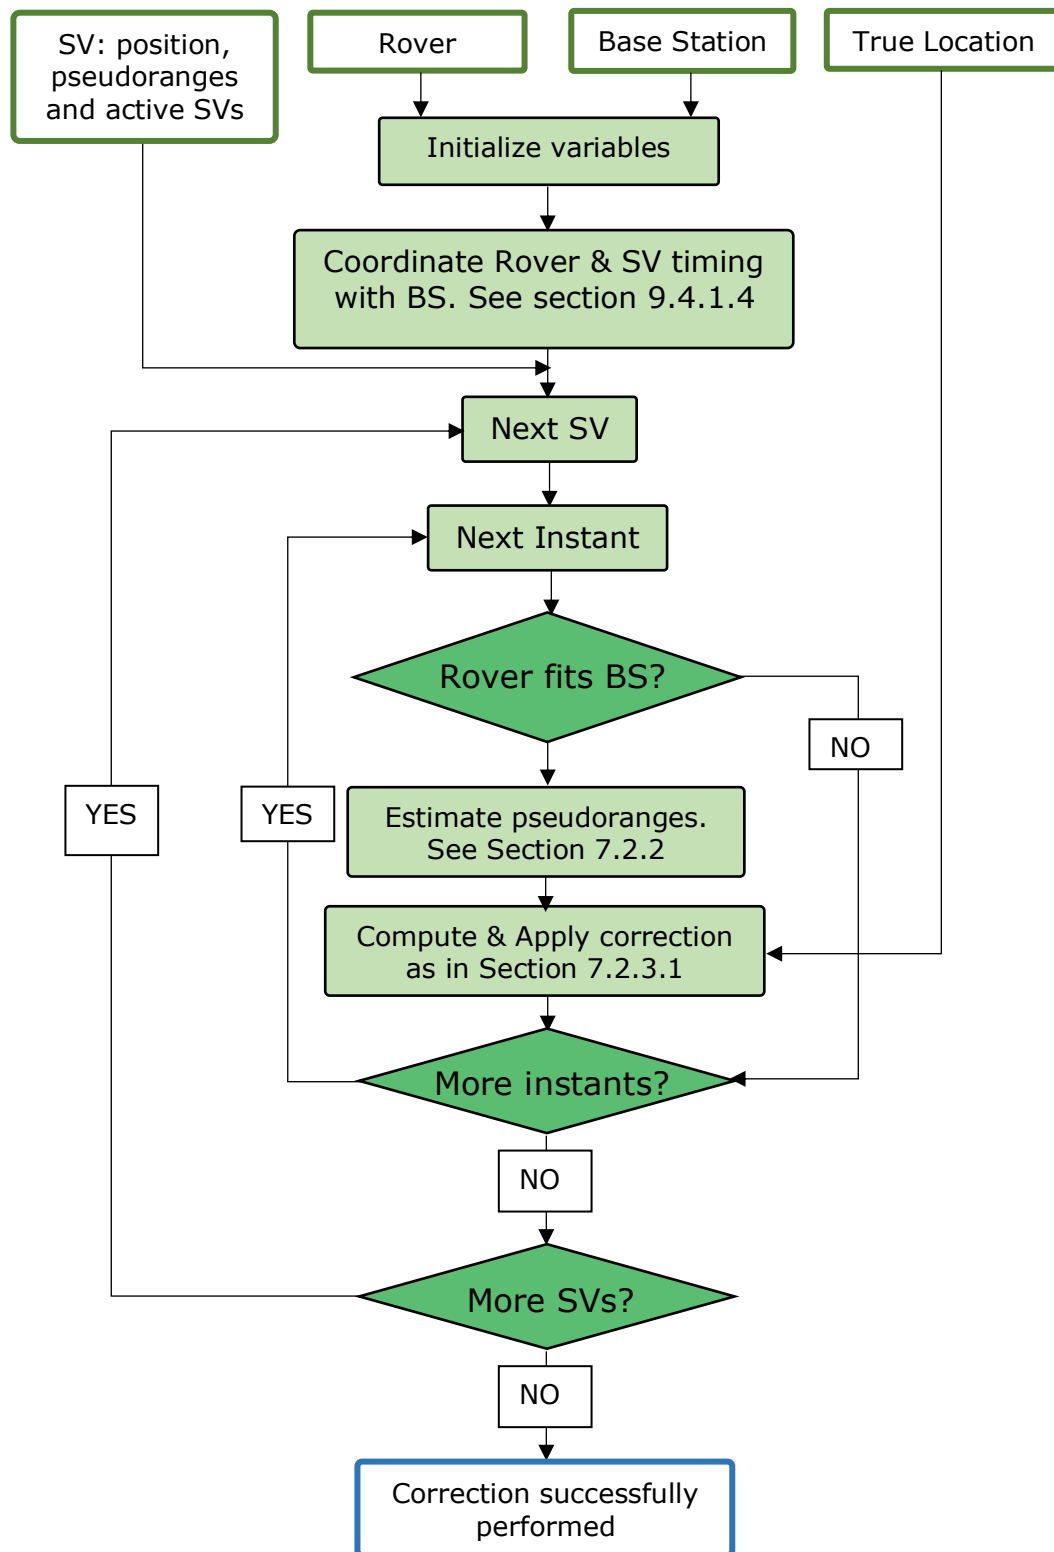 SV: position,
pseudoranges
and active SVs
Rover
Base Station
True Location
Initialize variables
Coordinate Rover & SV timing
with BS. See section 9.4.1.4
Next SV
Next Instant
Rover fits BS?
NO
YES
YES
Estimate pseudoranges.
See Section 7.2.2
Compute & Apply correction
as in Section 7.2.3.1
More instants?
NO
More SVs?
NO
Correction successfully
performed